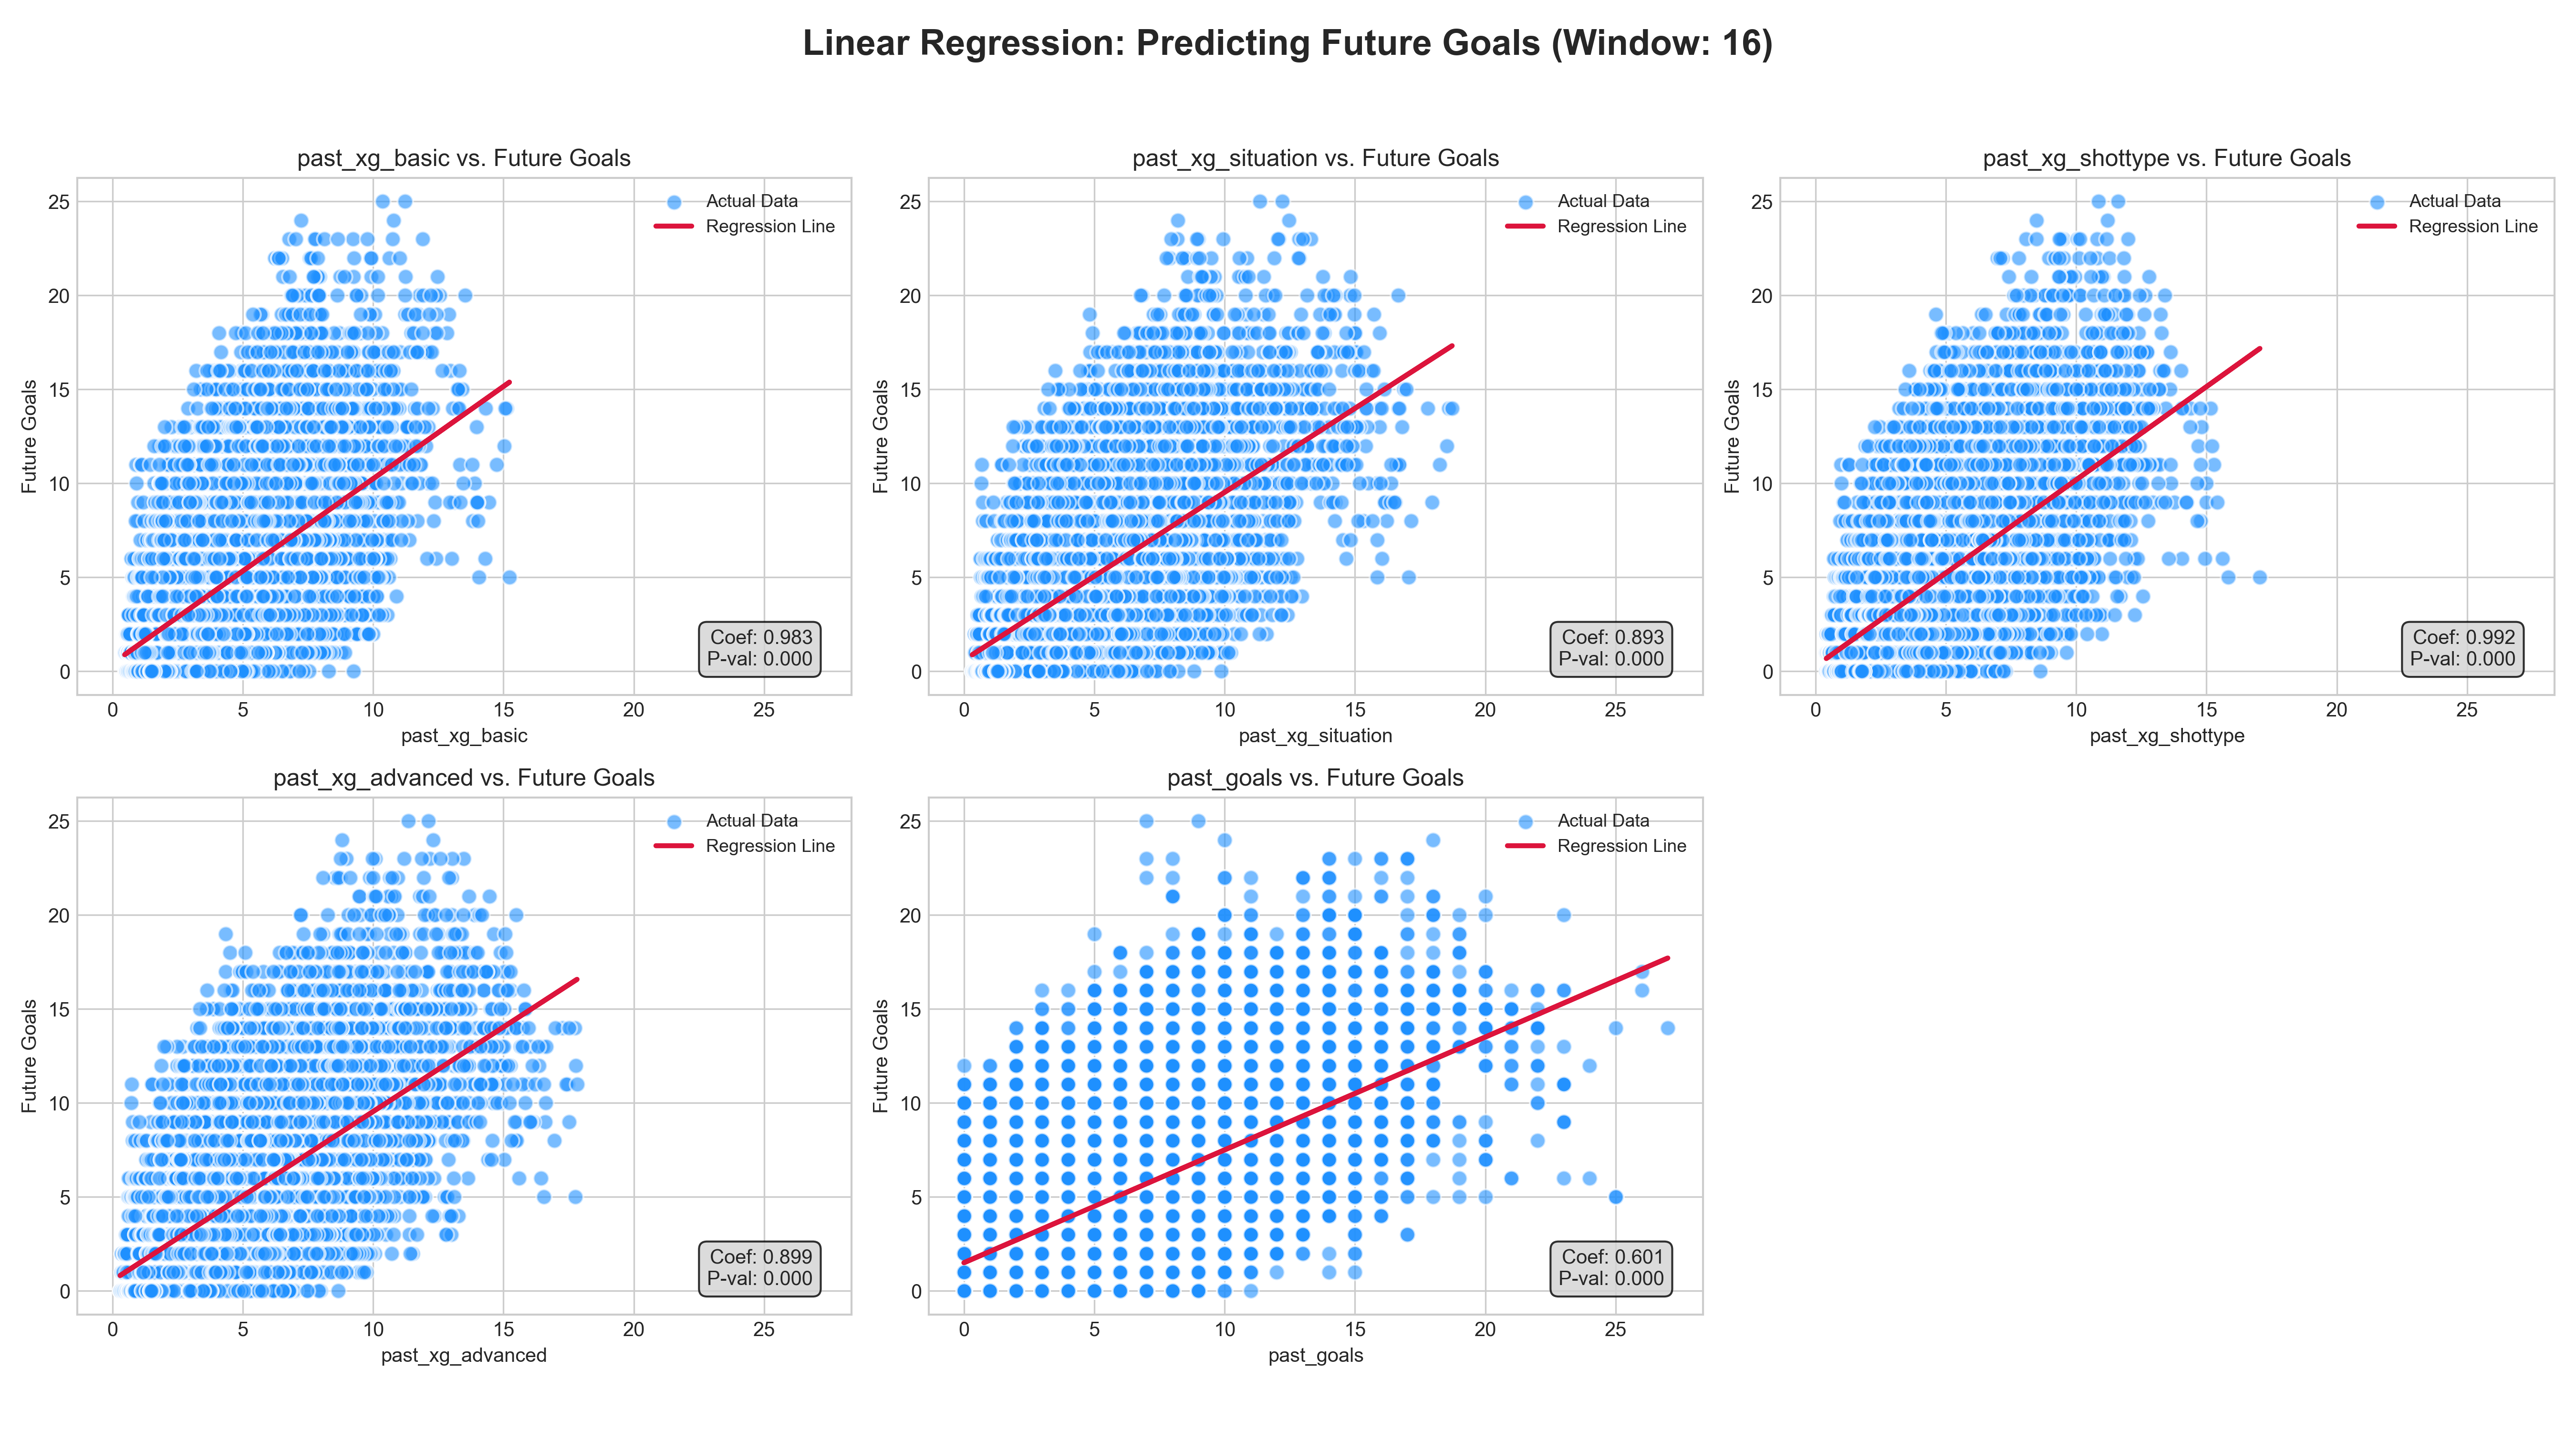 Linear Regression: Predicting Future Goals (Window: 16)
past_xg_basic vs. Future Goals
Actual Data
Regression Line
25
20
15
10
5
0
Future Goals
Coef: 0.983
P-val: 0.000
0 5 10 15 20 25
past_xg_basic
past_xg_situation vs. Future Goals
Actual Data
Regression Line
25
20
15
10
5
0
Future Goals
Coef: 0.893
P-val: 0.000
0 5 10 15 20 25
past_xg_situation
past_xg_shottype vs. Future Goals
Actual Data
Regression Line
25
20
15
10
5
0
Future Goals
Coef: 0.992
P-val: 0.000
0 5 10 15 20 25
past_xg_shottype
past_xg_advanced vs. Future Goals
Actual Data
Regression Line
25
20
15
10
5
0
Future Goals
Coef: 0.899
P-val: 0.000
0 5 10 15 20 25
past_xg_advanced
past_goals vs. Future Goals
Actual Data
Regression Line
25
20
15
10
5
0
Future Goals
Coef: 0.601
P-val: 0.000
0 5 10 15 20 25
past_goals